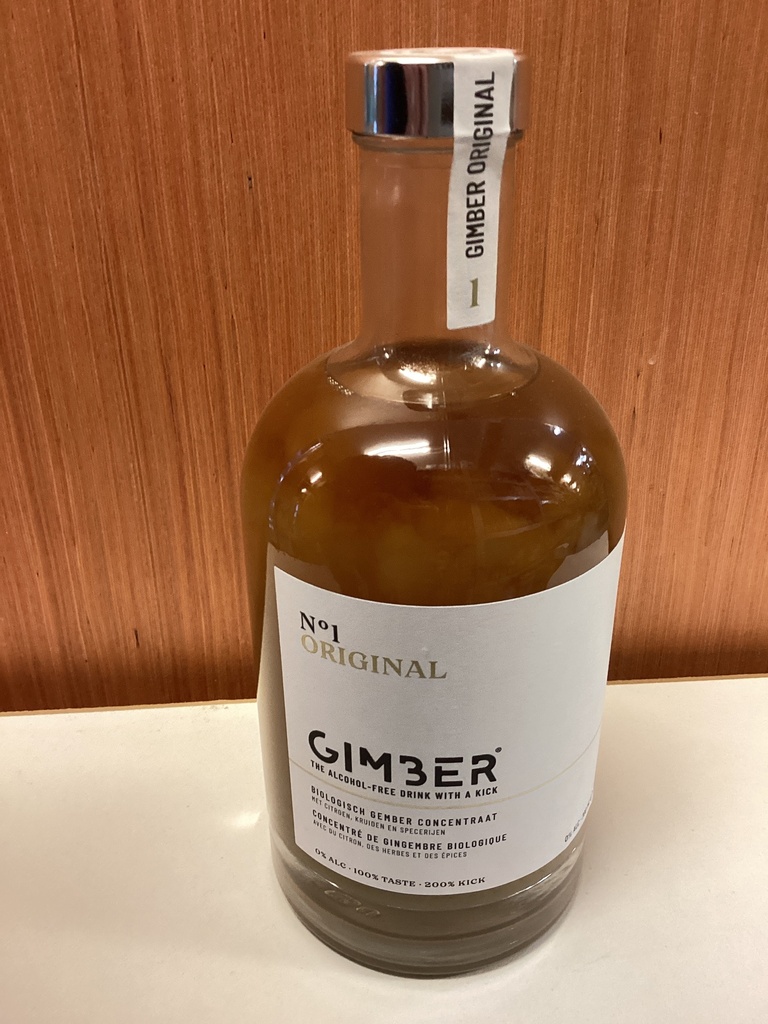 GIMBER ORIGINAL
1
Nº1
ORIGINAL
GIMBER®
THE ALCOHOL-FREE DRINK WITH A KICK
BIOLOGISCH GEMBER CONCENTRAAT
MET CITROEN, KRUIDEN EN SPECERIJEN
CONCENTRÉ DE GINGEMBRE BIOLOGIQUE
AVEC DU CITRON, DES HERBES ET DES ÉPICES
0% ALC · 100% TASTE · 200% KICK